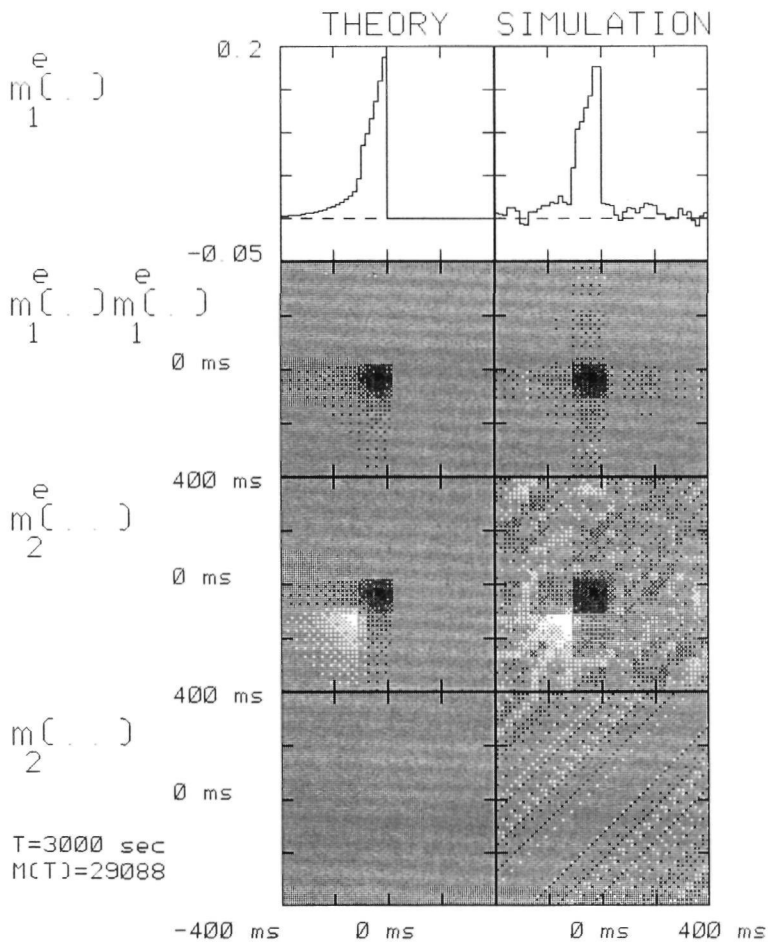 THEORY SIMULATION
0.2
e
m( . )
1
-0.05
e e
m( . )m( . )
1 1
0 ms
400 ms
e
m( . . )
2
0 ms
400 ms
m( . . )
2
0 ms
T=3000 sec
M(T)=29088
-400 ms 0 ms 0 ms 400 ms